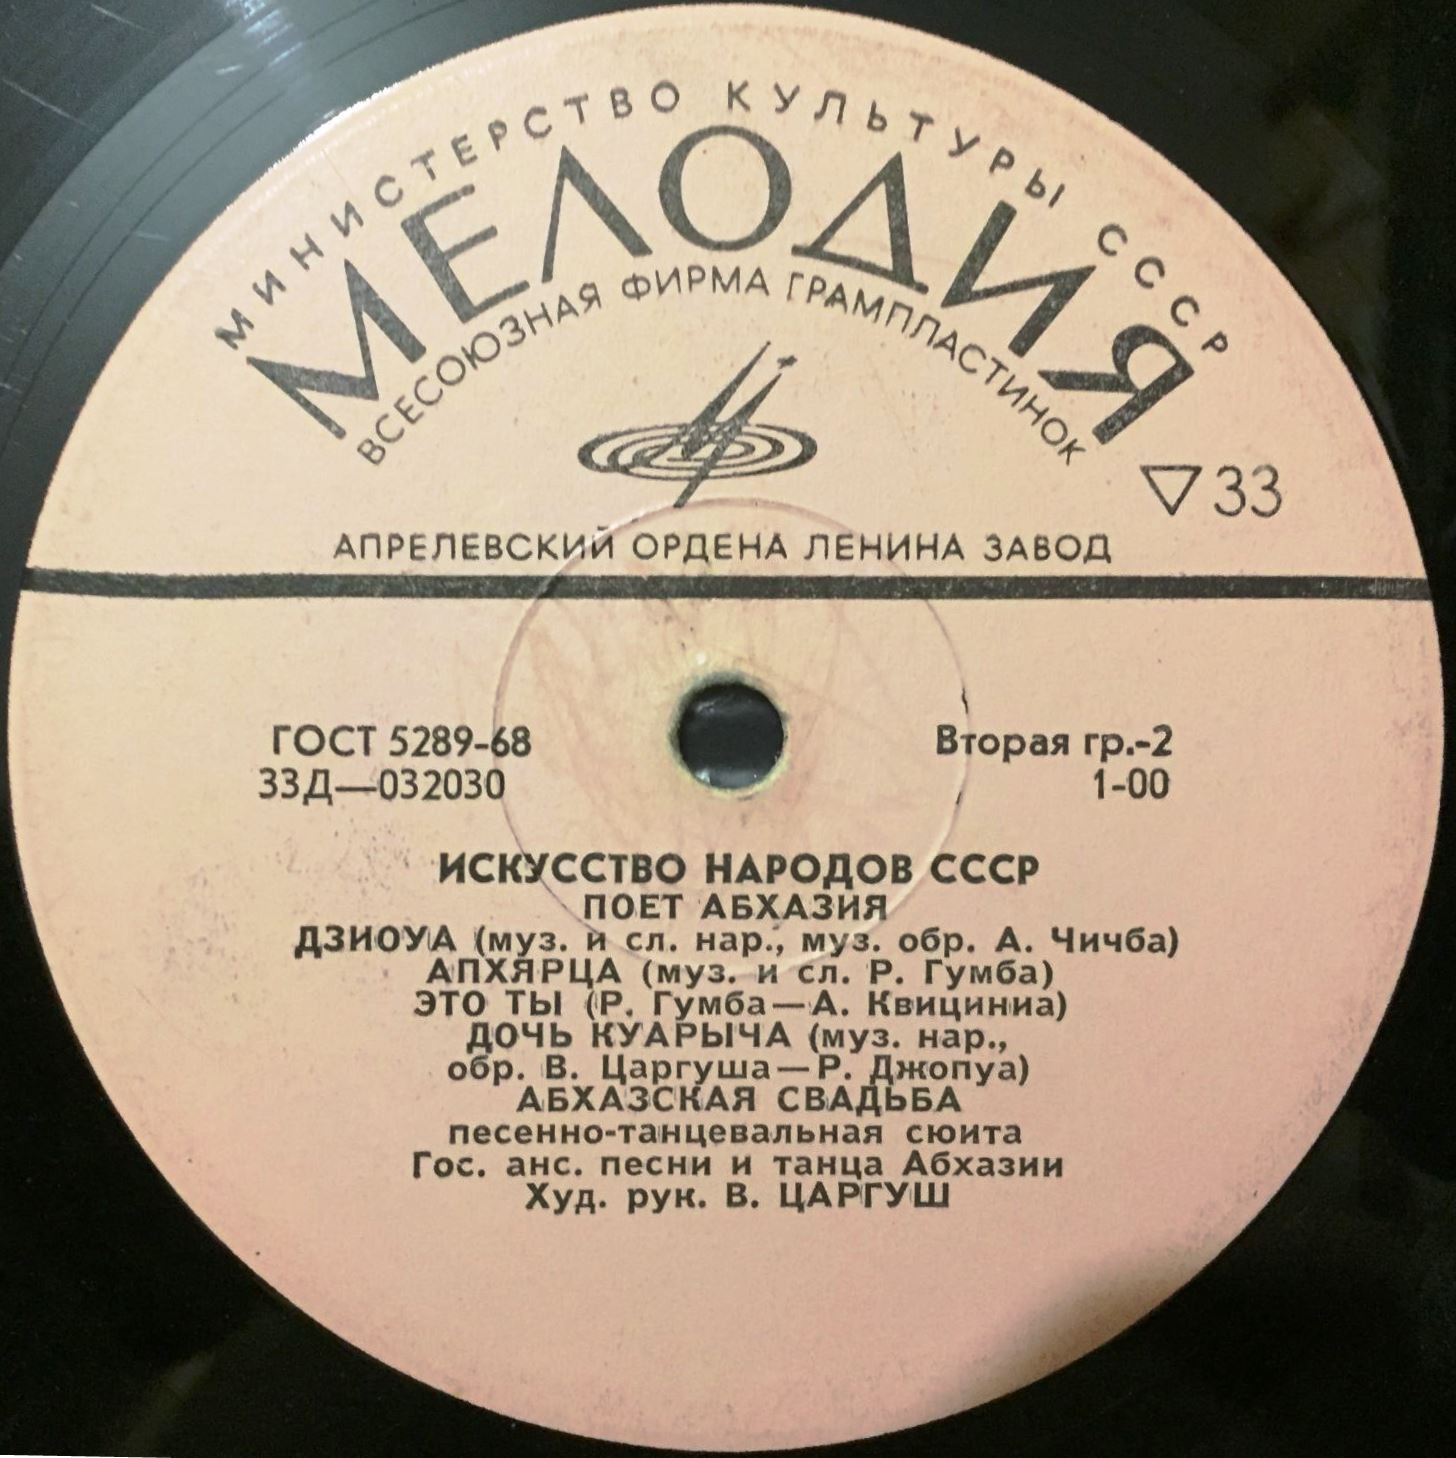 МИНИСТЕРСТВО КУЛЬТУРЫ СССР
МЕЛОДИЯ
ВСЕСОЮЗНАЯ ФИРМА ГРАМПЛАСТИНОК
33
АПРЕЛЕВСКИЙ ОРДЕНА ЛЕНИНА ЗАВОД
ГОСТ 5289-68
33Д—032030
Вторая гр.-2
1-00
ИСКУССТВО НАРОДОВ СССР
ПОЕТ АБХАЗИЯ
ДЗИОУА (муз. и сл. нар., муз. обр. А. Чичба)
АПХЯРЦА (муз. и сл. Р. Гумба)
ЭТО ТЫ (Р. Гумба—А. Квициниа)
ДОЧЬ КУАРЫЧА (муз. нар.,
обр. В. Царгуша—Р. Джопуа)
АБХАЗСКАЯ СВАДЬБА
песенно-танцевальная сюита
Гос. анс. песни и танца Абхазии
Худ. рук. В. ЦАРГУШ